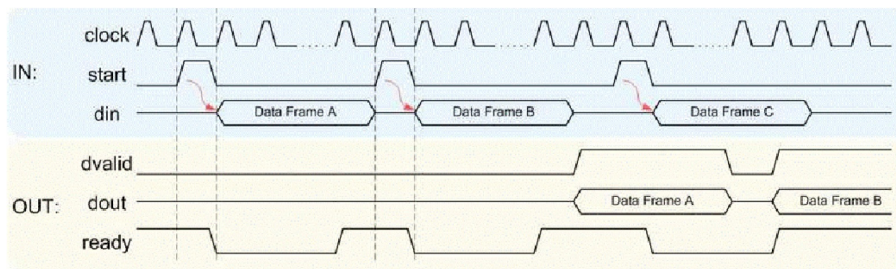 clock
IN:
start
din
Data Frame A
Data Frame B
Data Frame C
dvalid
OUT:
dout
Data Frame A
Data Frame B
ready